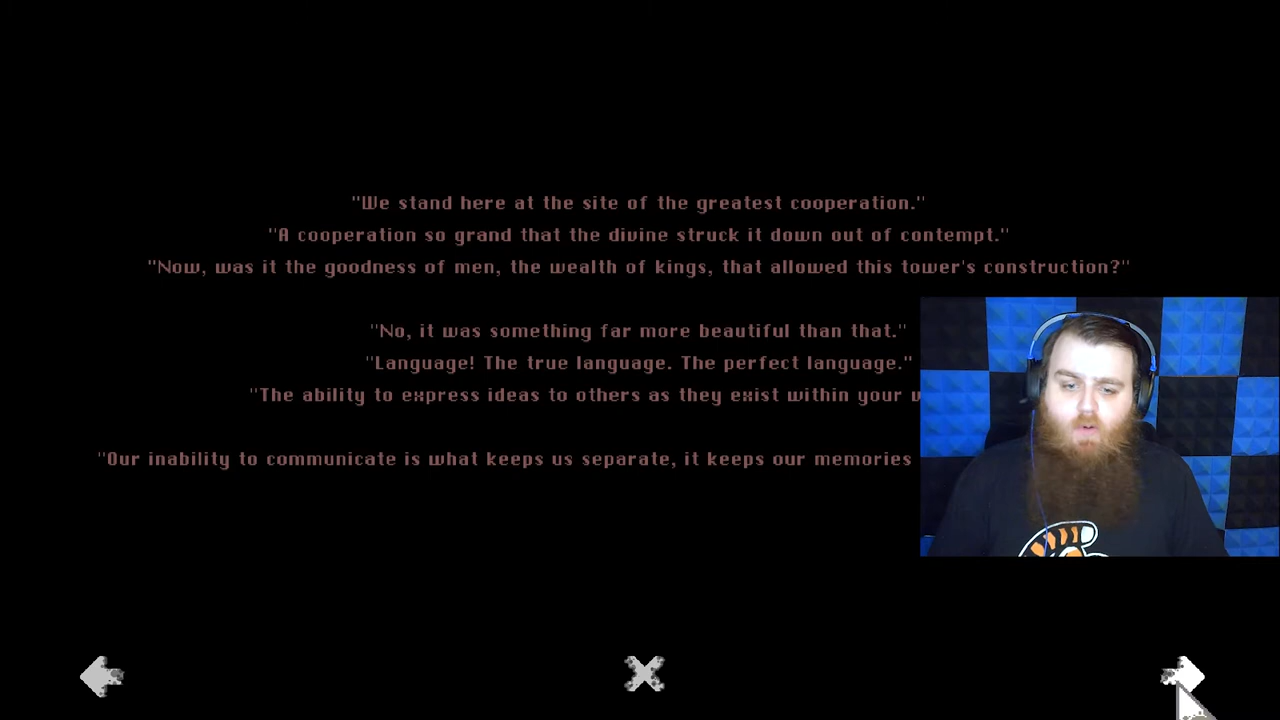 "We stand here at the site of the greatest cooperation."
"A cooperation so grand that the divine struck it down out of contempt."
"Now, was it the goodness of men, the wealth of kings, that allowed this tower's construction?"
"No, it was something far more beautiful than that."
"Language! The true language. The perfect language."
"The ability to express ideas to others as they exist within your
"Our inability to communicate is what keeps us separate, it keeps our memories